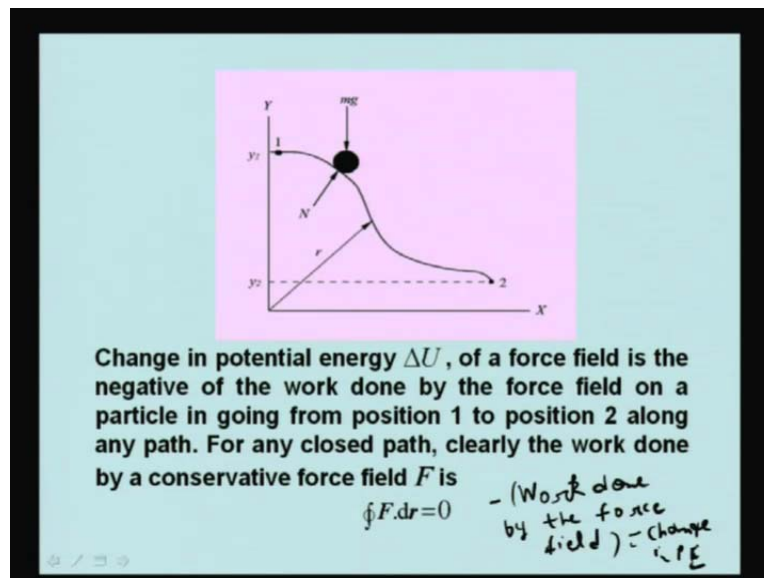 Y
mg
y₁
1
N
r
y₂
2
X
Change in potential energy ΔU, of a force field is the
negative of the work done by the force field on a
particle in going from position 1 to position 2 along
any path. For any closed path, clearly the work done
by a conservative force field F is
∮F.dr=0
- (Work done
by the force
field) = Change
in PE